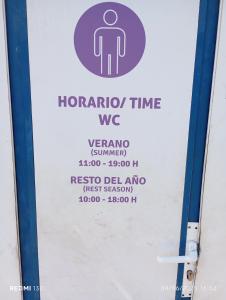 HORARIO/ TIME
WC
VERANO
(SUMMER)
11:00 - 19:00 H
RESTO DEL AÑO
(REST SEASON)
10:00 - 18:00 H
REDMI 13